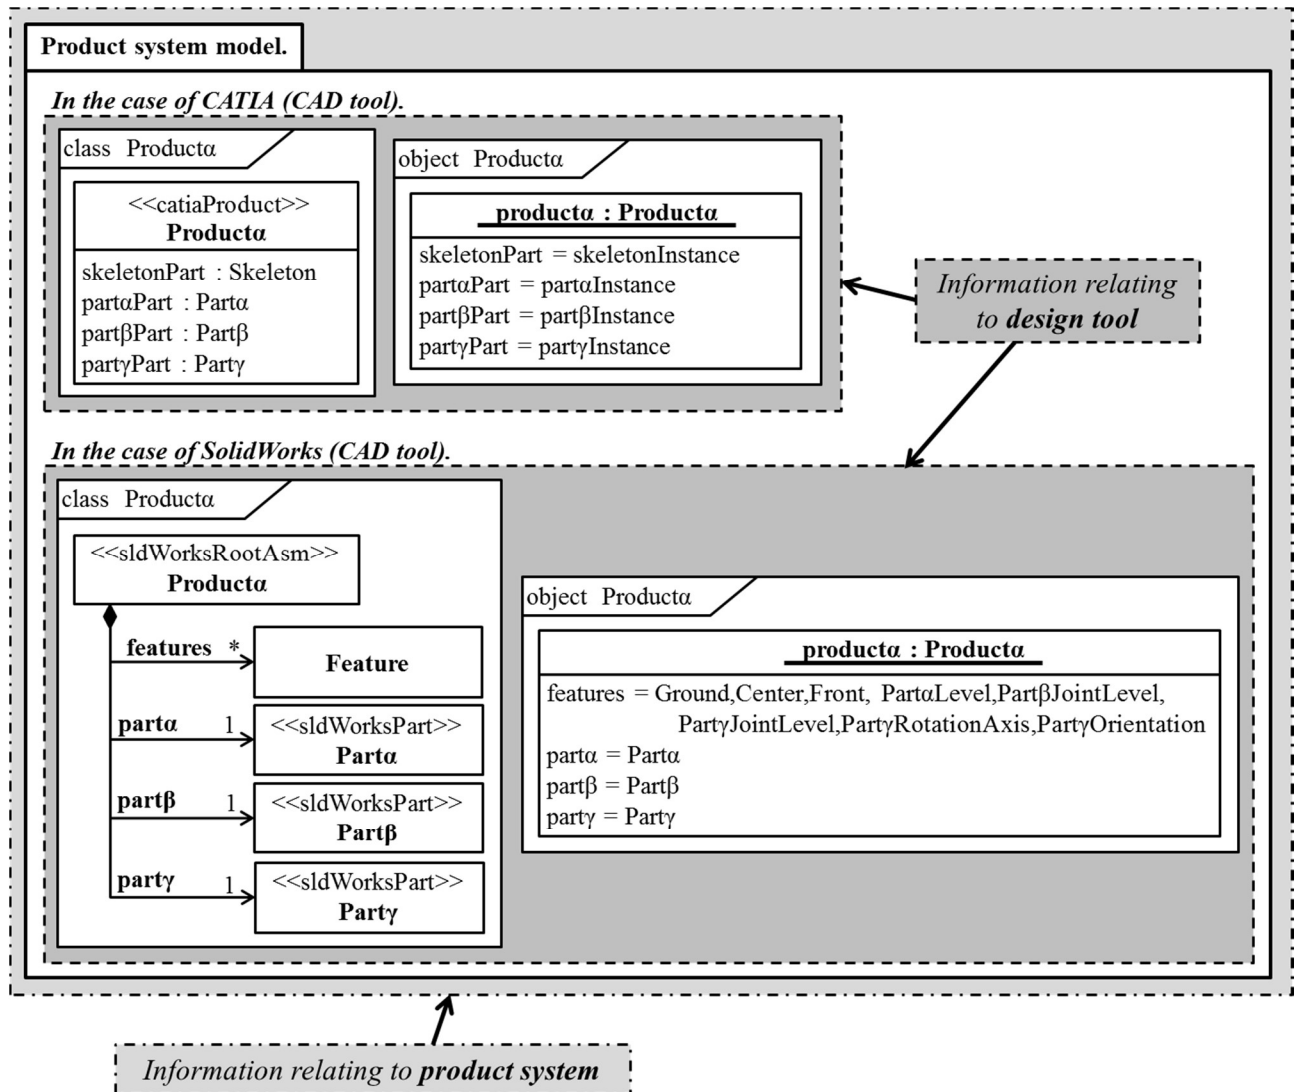 Product system model.
In the case of CATIA (CAD tool).
class Productα
<<catiaProduct>>
Productα
skeletonPart : Skeleton
partαPart : Partα
partβPart : Partβ
partγPart : Partγ
object Productα
productα : Productα
skeletonPart = skeletonInstance
partαPart = partαInstance
partβPart = partβInstance
partγPart = partγInstance
Information relating
to design tool
In the case of SolidWorks (CAD tool).
class Productα
<<sldWorksRootAsm>>
Productα
features *
Feature
partα 1
<<sldWorksPart>>
Partα
partβ 1
<<sldWorksPart>>
Partβ
partγ 1
<<sldWorksPart>>
Partγ
object Productα
productα : Productα
features = Ground,Center,Front, PartαLevel,PartβJointLevel,
PartγJointLevel,PartγRotationAxis,PartγOrientation
partα = Partα
partβ = Partβ
partγ = Partγ
Information relating to product system